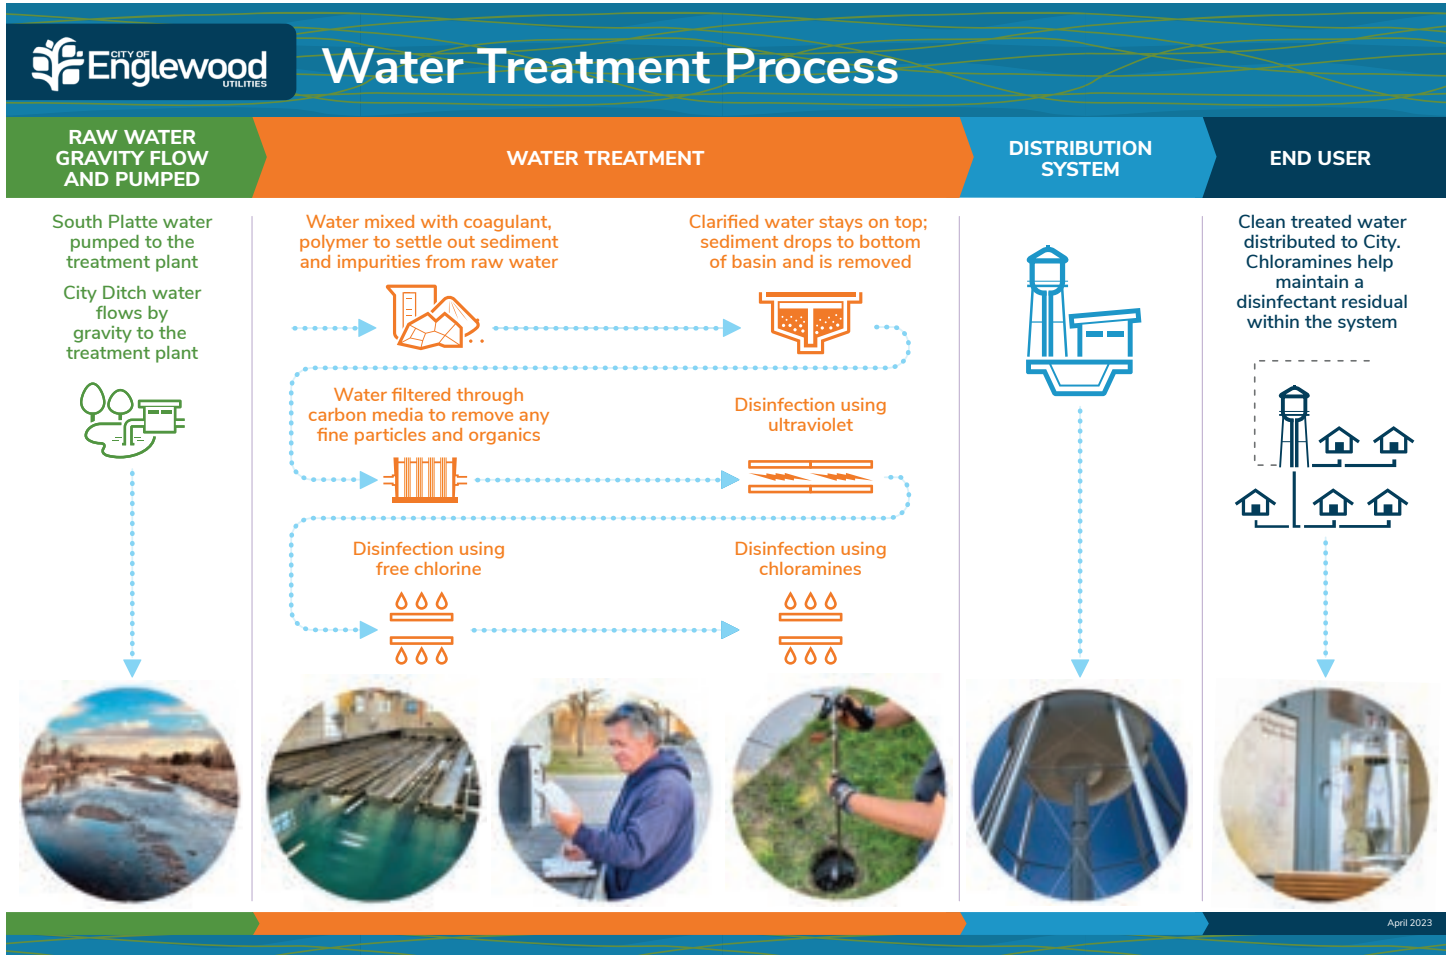 CITY OF
Englewood
UTILITIES
Water Treatment Process
RAW WATER
GRAVITY FLOW
AND PUMPED
WATER TREATMENT
DISTRIBUTION
SYSTEM
END USER
South Platte water
pumped to the
treatment plant
City Ditch water
flows by
gravity to the
treatment plant
Water mixed with coagulant,
polymer to settle out sediment
and impurities from raw water
Clarified water stays on top;
sediment drops to bottom
of basin and is removed
Water filtered through
carbon media to remove any
fine particles and organics
Disinfection using
ultraviolet
Disinfection using
free chlorine
Disinfection using
chloramines
Clean treated water
distributed to City.
Chloramines help
maintain a
disinfectant residual
within the system
April 2023